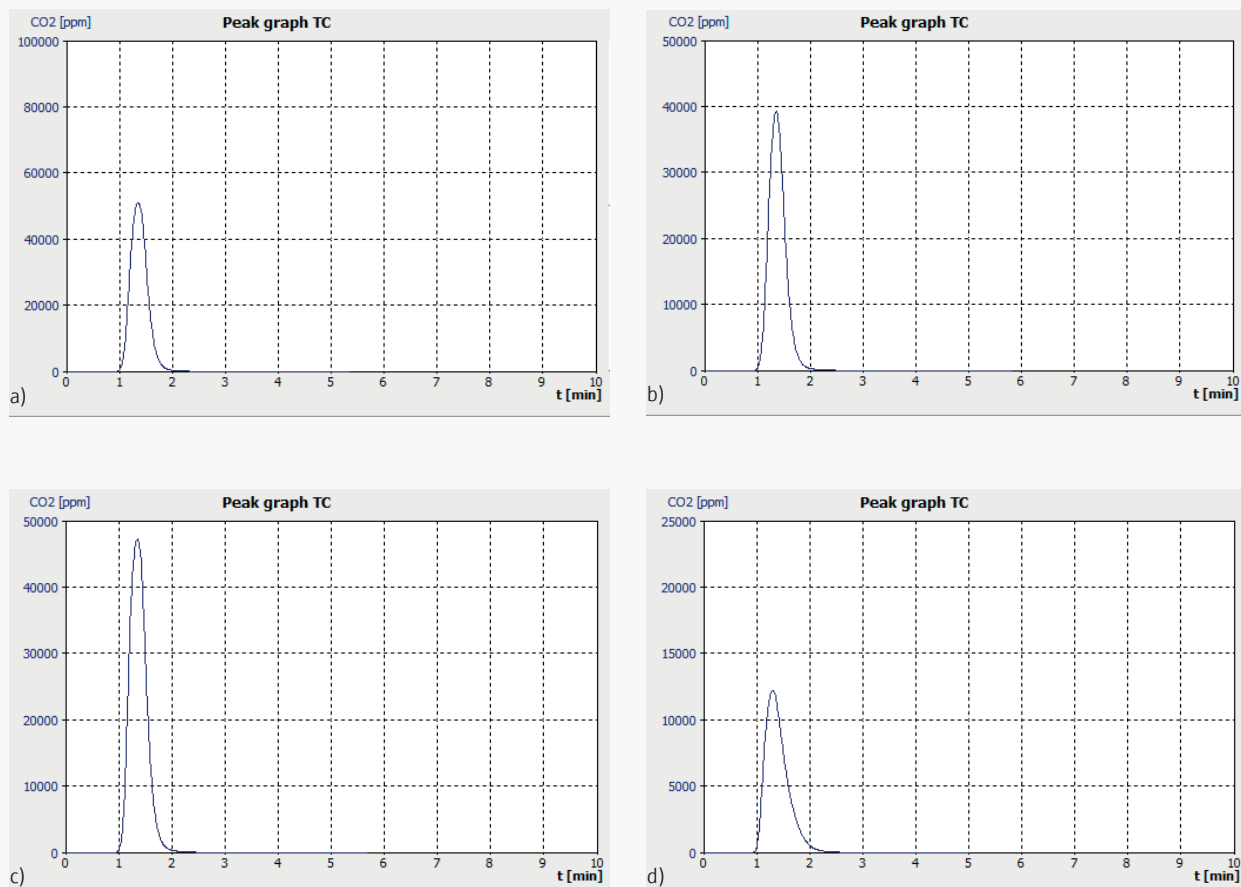 CO2 [ppm] Peak graph TC
100000
80000
60000
40000
20000
0
0 1 2 3 4 5 6 7 8 9 10
t [min]
a)
CO2 [ppm] Peak graph TC
50000
40000
30000
20000
10000
0
0 1 2 3 4 5 6 7 8 9 10
t [min]
b)
CO2 [ppm] Peak graph TC
50000
40000
30000
20000
10000
0
0 1 2 3 4 5 6 7 8 9 10
t [min]
c)
CO2 [ppm] Peak graph TC
25000
20000
15000
10000
5000
0
0 1 2 3 4 5 6 7 8 9 10
t [min]
d)